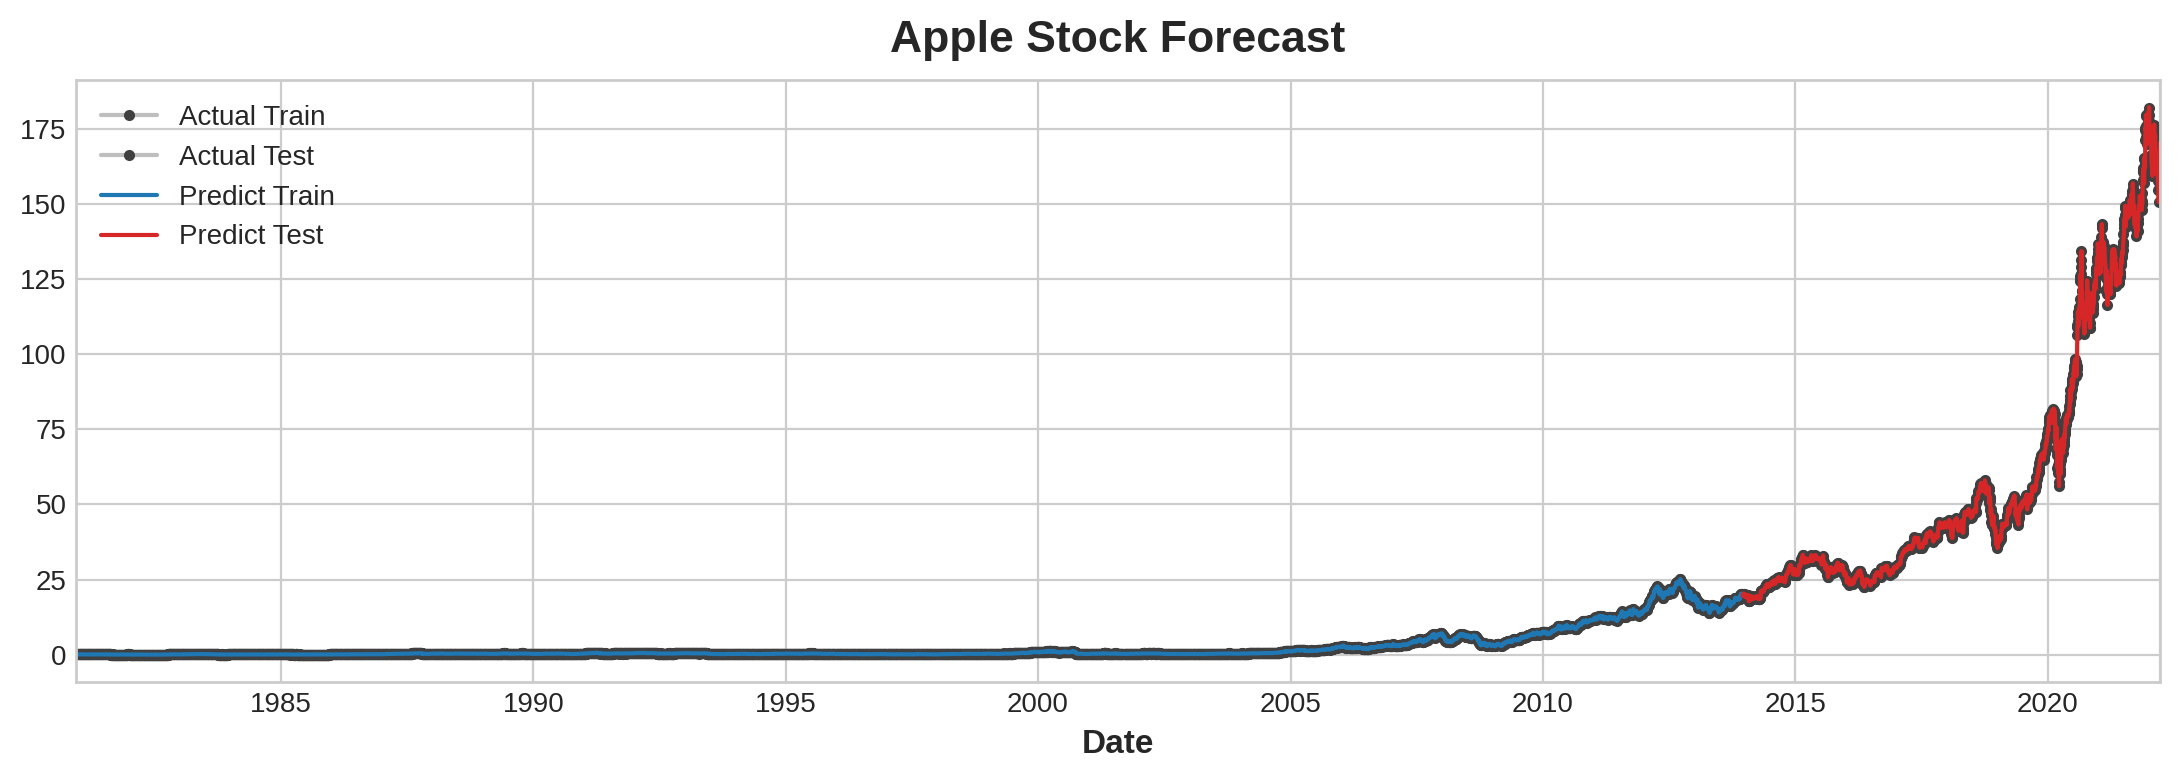 Apple Stock Forecast
Actual Train
Actual Test
Predict Train
Predict Test
175
150
125
100
75
50
25
0
1985 1990 1995 2000 2005 2010 2015 2020
Date